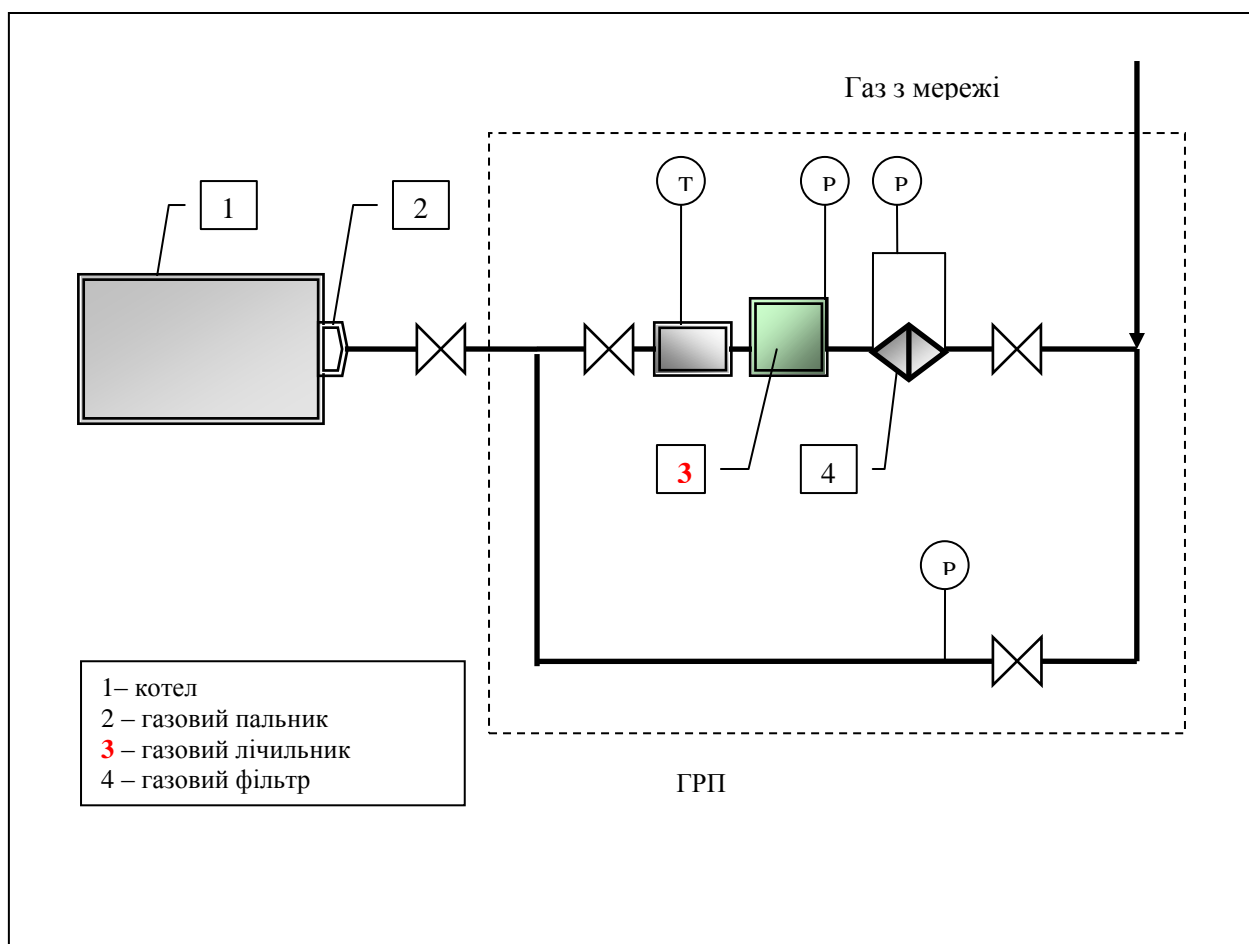 Газ з мережі
Т
Р
Р
1
2
3
4
Р
1– котел
2 – газовий пальник
3 – газовий лічильник
4 – газовий фільтр
ГРП